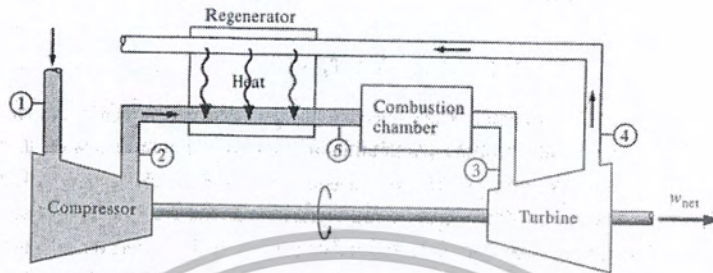 Regenerator
Heat
Combustion
chamber
1
2
5
3
4
Compressor
Turbine
w_net